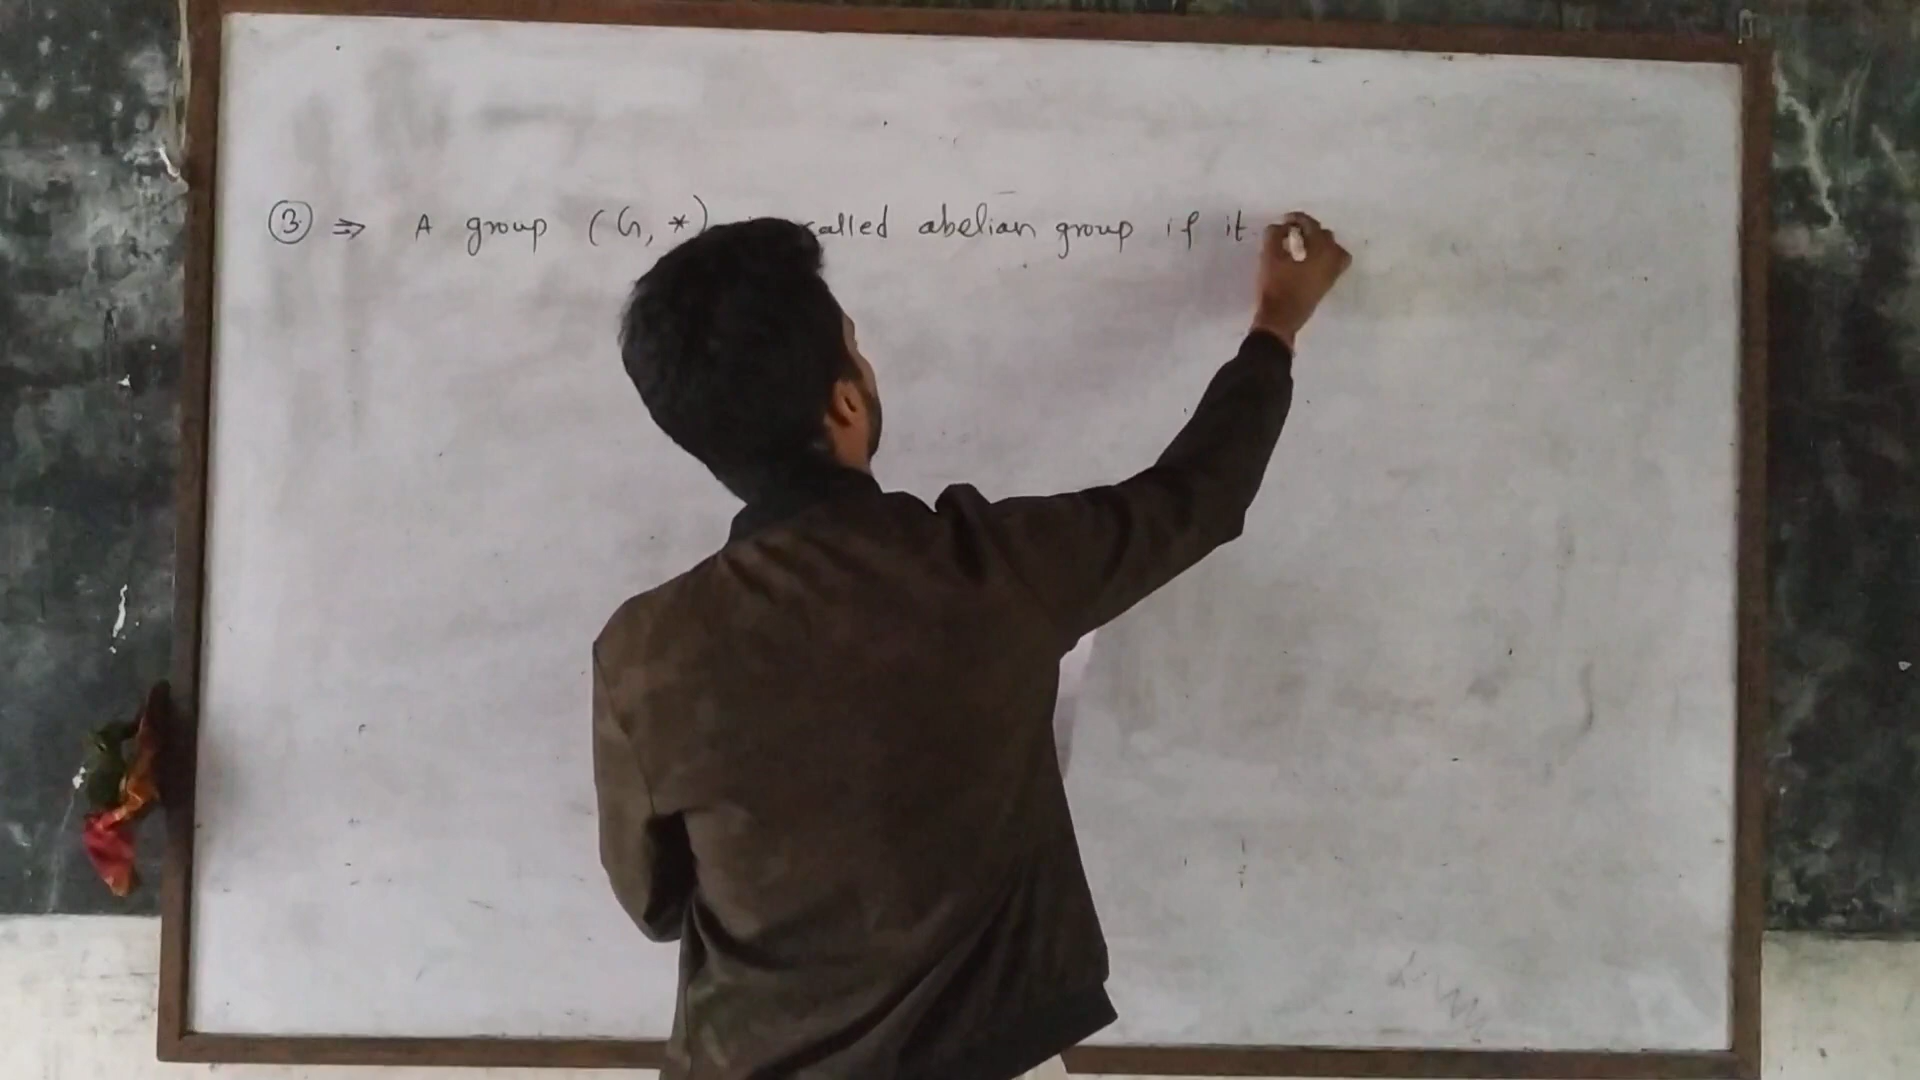 ③ ⇒ A group (G, *) called abelian group if it